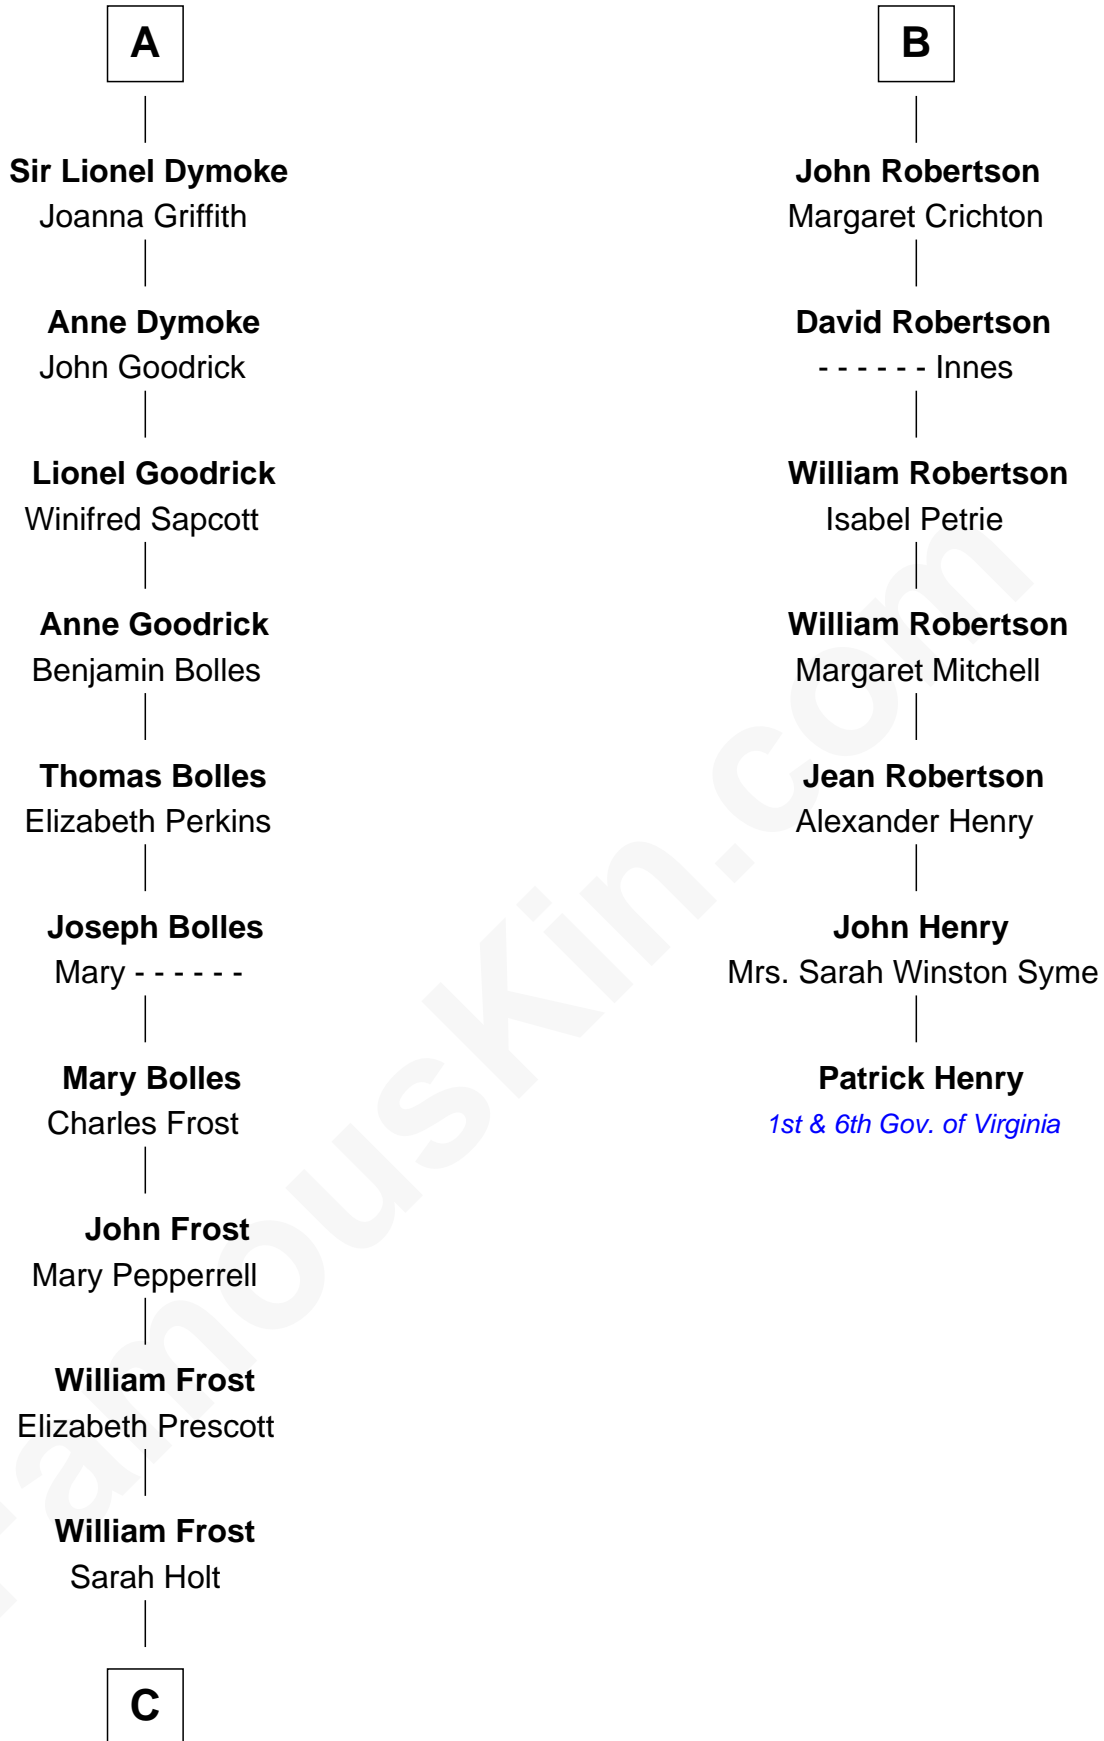 A
Sir Lionel Dymoke
Joanna Griffith
Anne Dymoke
John Goodrick
Lionel Goodrick
Winifred Sapcott
Anne Goodrick
Benjamin Bolles
Thomas Bolles
Elizabeth Perkins
Joseph Bolles
Mary - - - - - -
Mary Bolles
Charles Frost
John Frost
Mary Pepperrell
William Frost
Elizabeth Prescott
William Frost
Sarah Holt
C
B
John Robertson
Margaret Crichton
David Robertson
- - - - - - Innes
William Robertson
Isabel Petrie
William Robertson
Margaret Mitchell
Jean Robertson
Alexander Henry
John Henry
Mrs. Sarah Winston Syme
Patrick Henry
1st & 6th Gov. of Virginia
FamousKin.com